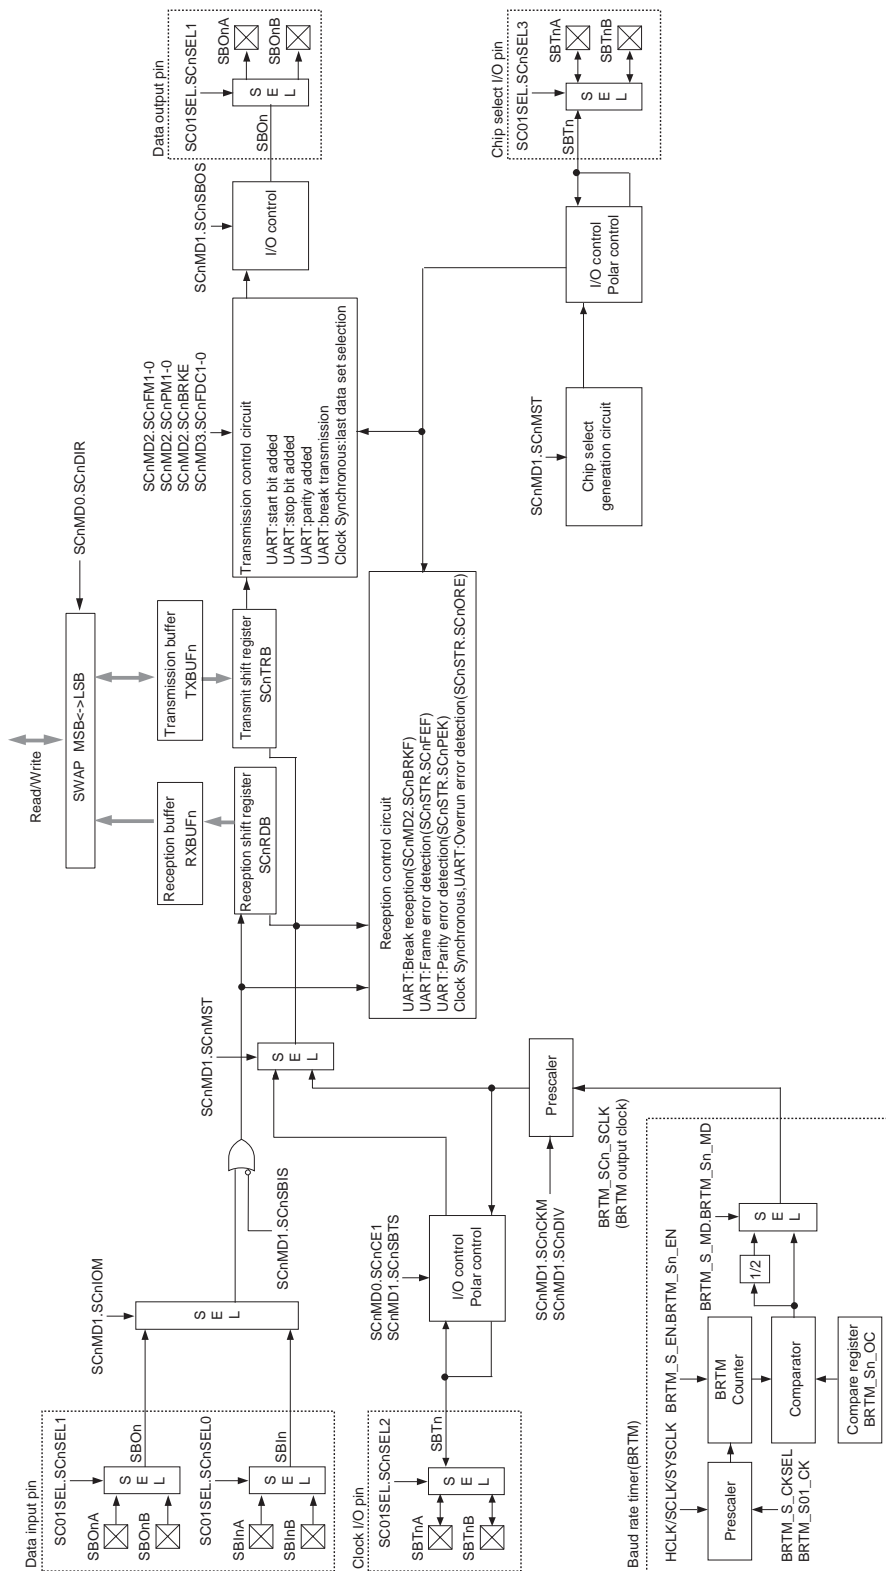 Data input pin
SC01SEL.SCnSEL1
SBOnA
SBOnB
S E L
SBOn
SC01SEL.SCnSEL0
SBInA
SBInB
S E L
SBIn
SCnMD1.SCnIOM
S E L
SCnMD1.SCnSBIS
Clock I/O pin
SC01SEL.SCnSEL2
SBTnA
SBTnB
S E L
SBTn
SCnMD0.SCnCE1
SCnMD1.SCnSBTS
I/O control
Polar control
SCnMD1.SCnMST
S E L
SCnMD1.SCnCKM
SCnMD1.SCnDIV
Prescaler
BRTM_SCn_SCLK
(BRTM output clock)
Baud rate timer(BRTM)
HCLK/SCLK/SYSCLK
Prescaler
BRTM_S_CKSEL
BRTM_S01_CK
BRTM_S_EN.BRTM_Sn_EN
BRTM
Counter
Comparator
Compare register
BRTM_Sn_OC
1/2
BRTM_S_MD.BRTM_Sn_MD
S E L
Read/Write
SWAP MSB<->LSB
SCnMD0.SCnDIR
Reception buffer
RXBUFn
Transmission buffer
TXBUFn
Reception shift register
SCnRDB
Transmit shift register
SCnTRB
Reception control circuit
UART:Break reception(SCnMD2.SCnBRKF)
UART:Frame error detection(SCnSTR.SCnFEF)
UART:Parity error detection(SCnSTR.SCnPEK)
Clock Synchronous,UART:Overrun error detection(SCnSTR.SCnORE)
SCnMD2.SCnFM1-0
SCnMD2.SCnPM1-0
SCnMD2.SCnBRKE
SCnMD3.SCnFDC1-0
Transmission control circuit
UART:start bit added
UART:stop bit added
UART:parity added
UART:break transmission
Clock Synchronous:last data set selection
SCnMD1.SCnSBOS
I/O control
Data output pin
SC01SEL.SCnSEL1
SBOn
S E L
SBOnA
SBOnB
SCnMD1.SCnMST
Chip select
generation circuit
I/O control
Polar control
Chip select I/O pin
SC01SEL.SCnSEL3
SBTn
S E L
SBTnA
SBTnB